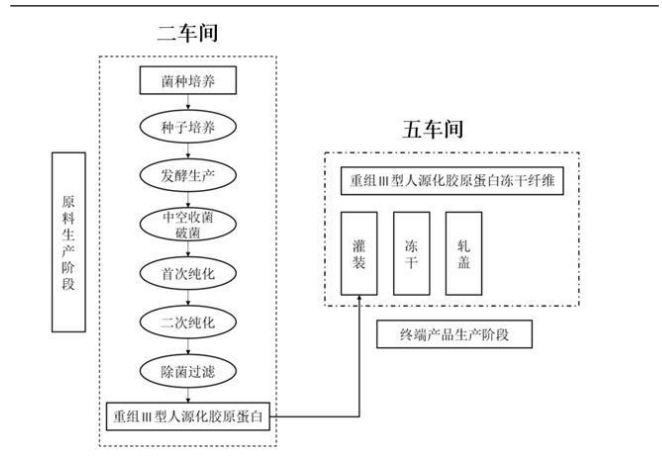 二车间
菌种培养
种子培养
发酵生产
中空收菌
破菌
首次纯化
二次纯化
除菌过滤
重组Ⅲ型人源化胶原蛋白
原料生产阶段
五车间
重组Ⅲ型人源化胶原蛋白冻干纤维
灌装
冻干
轧盖
终端产品生产阶段